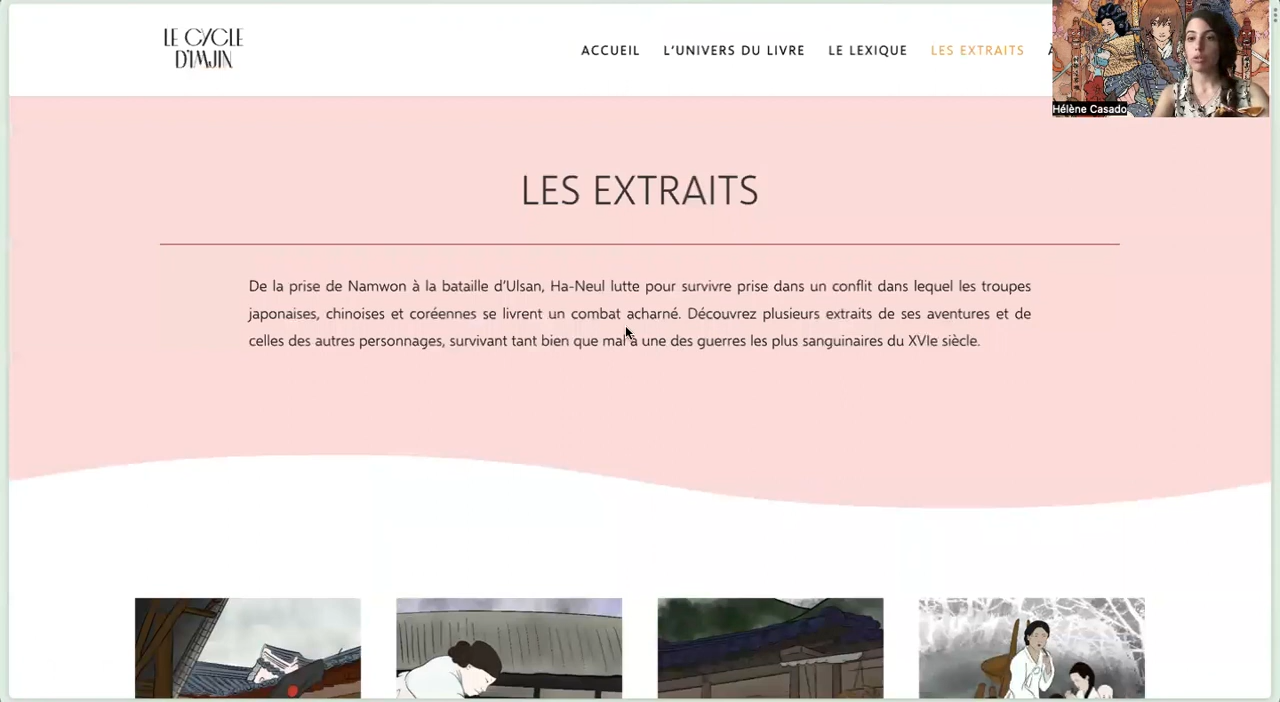 LE CYCLE
D'IMJIN
ACCUEIL
L'UNIVERS DU LIVRE
LE LEXIQUE
LES EXTRAITS
Hélène Casado
LES EXTRAITS
De la prise de Namwon à la bataille d'Ulsan, Ha-Neul lutte pour survivre prise dans un conflit dans lequel les troupes
japonaises, chinoises et coréennes se livrent un combat acharné. Découvrez plusieurs extraits de ses aventures et de
celles des autres personnages, survivant tant bien que mal à une des guerres les plus sanguinaires du XVIe siècle.